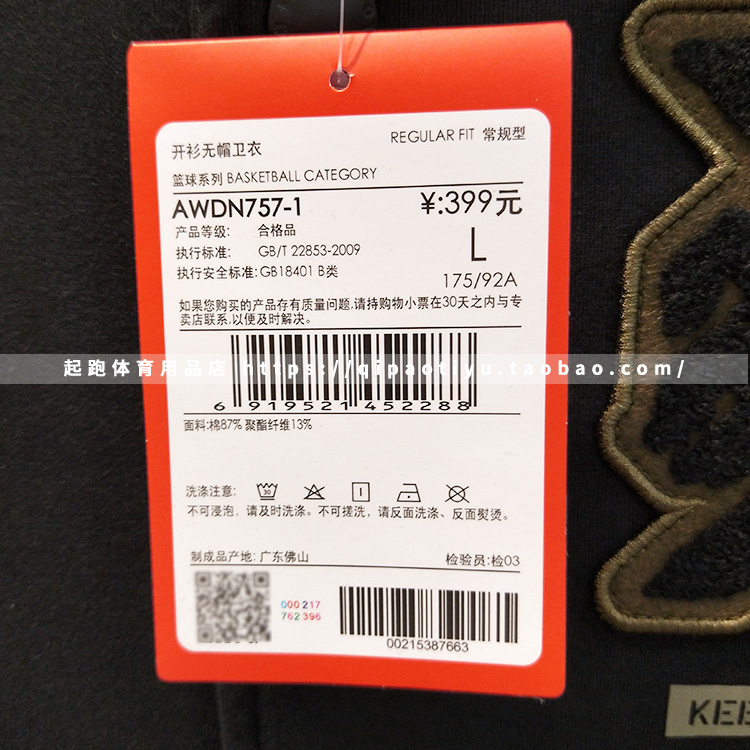 REGULAR FIT 常规型
开衫无帽卫衣
篮球系列 BASKETBALL CATEGORY
AWDN757-1
¥:399元
产品等级: 合格品
L
执行标准: GB/T 22853-2009
执行安全标准:GB18401 B类
175/92A
如果您购买的产品存有质量问题,请持购物小票在30天之内与专
卖店联系,以便及时解决。
起跑体育用品店 https://qipaotiyu.taobao.com/
6 919521 452288
面料:棉87% 聚酯纤维13%
洗涤注意:
30
不可浸泡，请及时洗涤。不可搓洗，请反面洗涤、反面熨烫。
制成品产地: 广东佛山
检验员:检03
000 217
762 396
00215387663